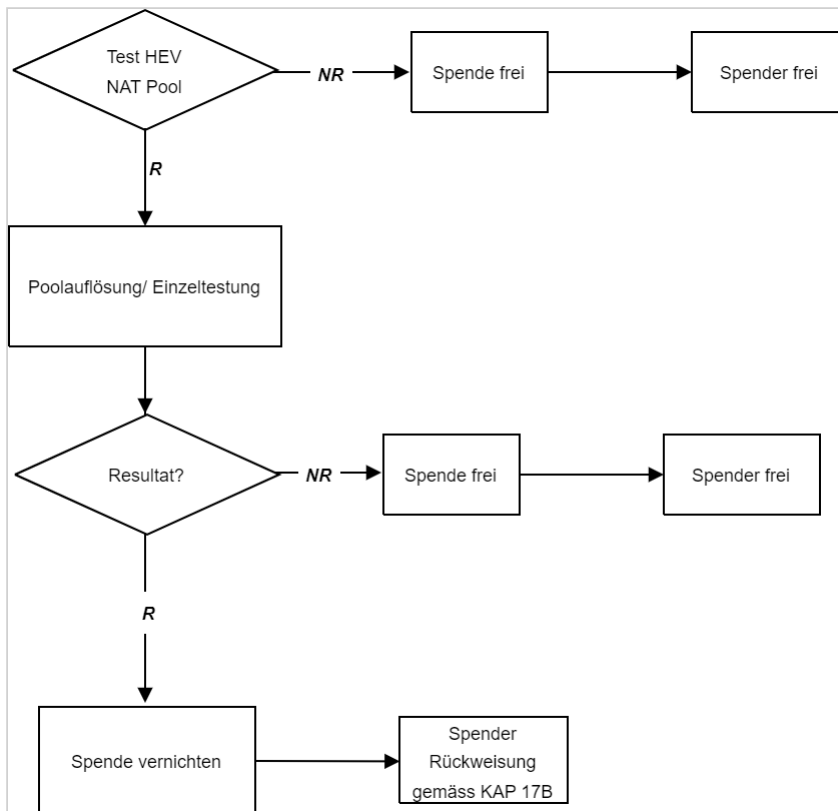 Test HEV
NAT Pool
NR
Spende frei
Spender frei
R
Poolauflösung/ Einzeltestung
Resultat?
NR
Spende frei
Spender frei
R
Spende vernichten
Spender
Rückweisung
gemäss KAP 17B